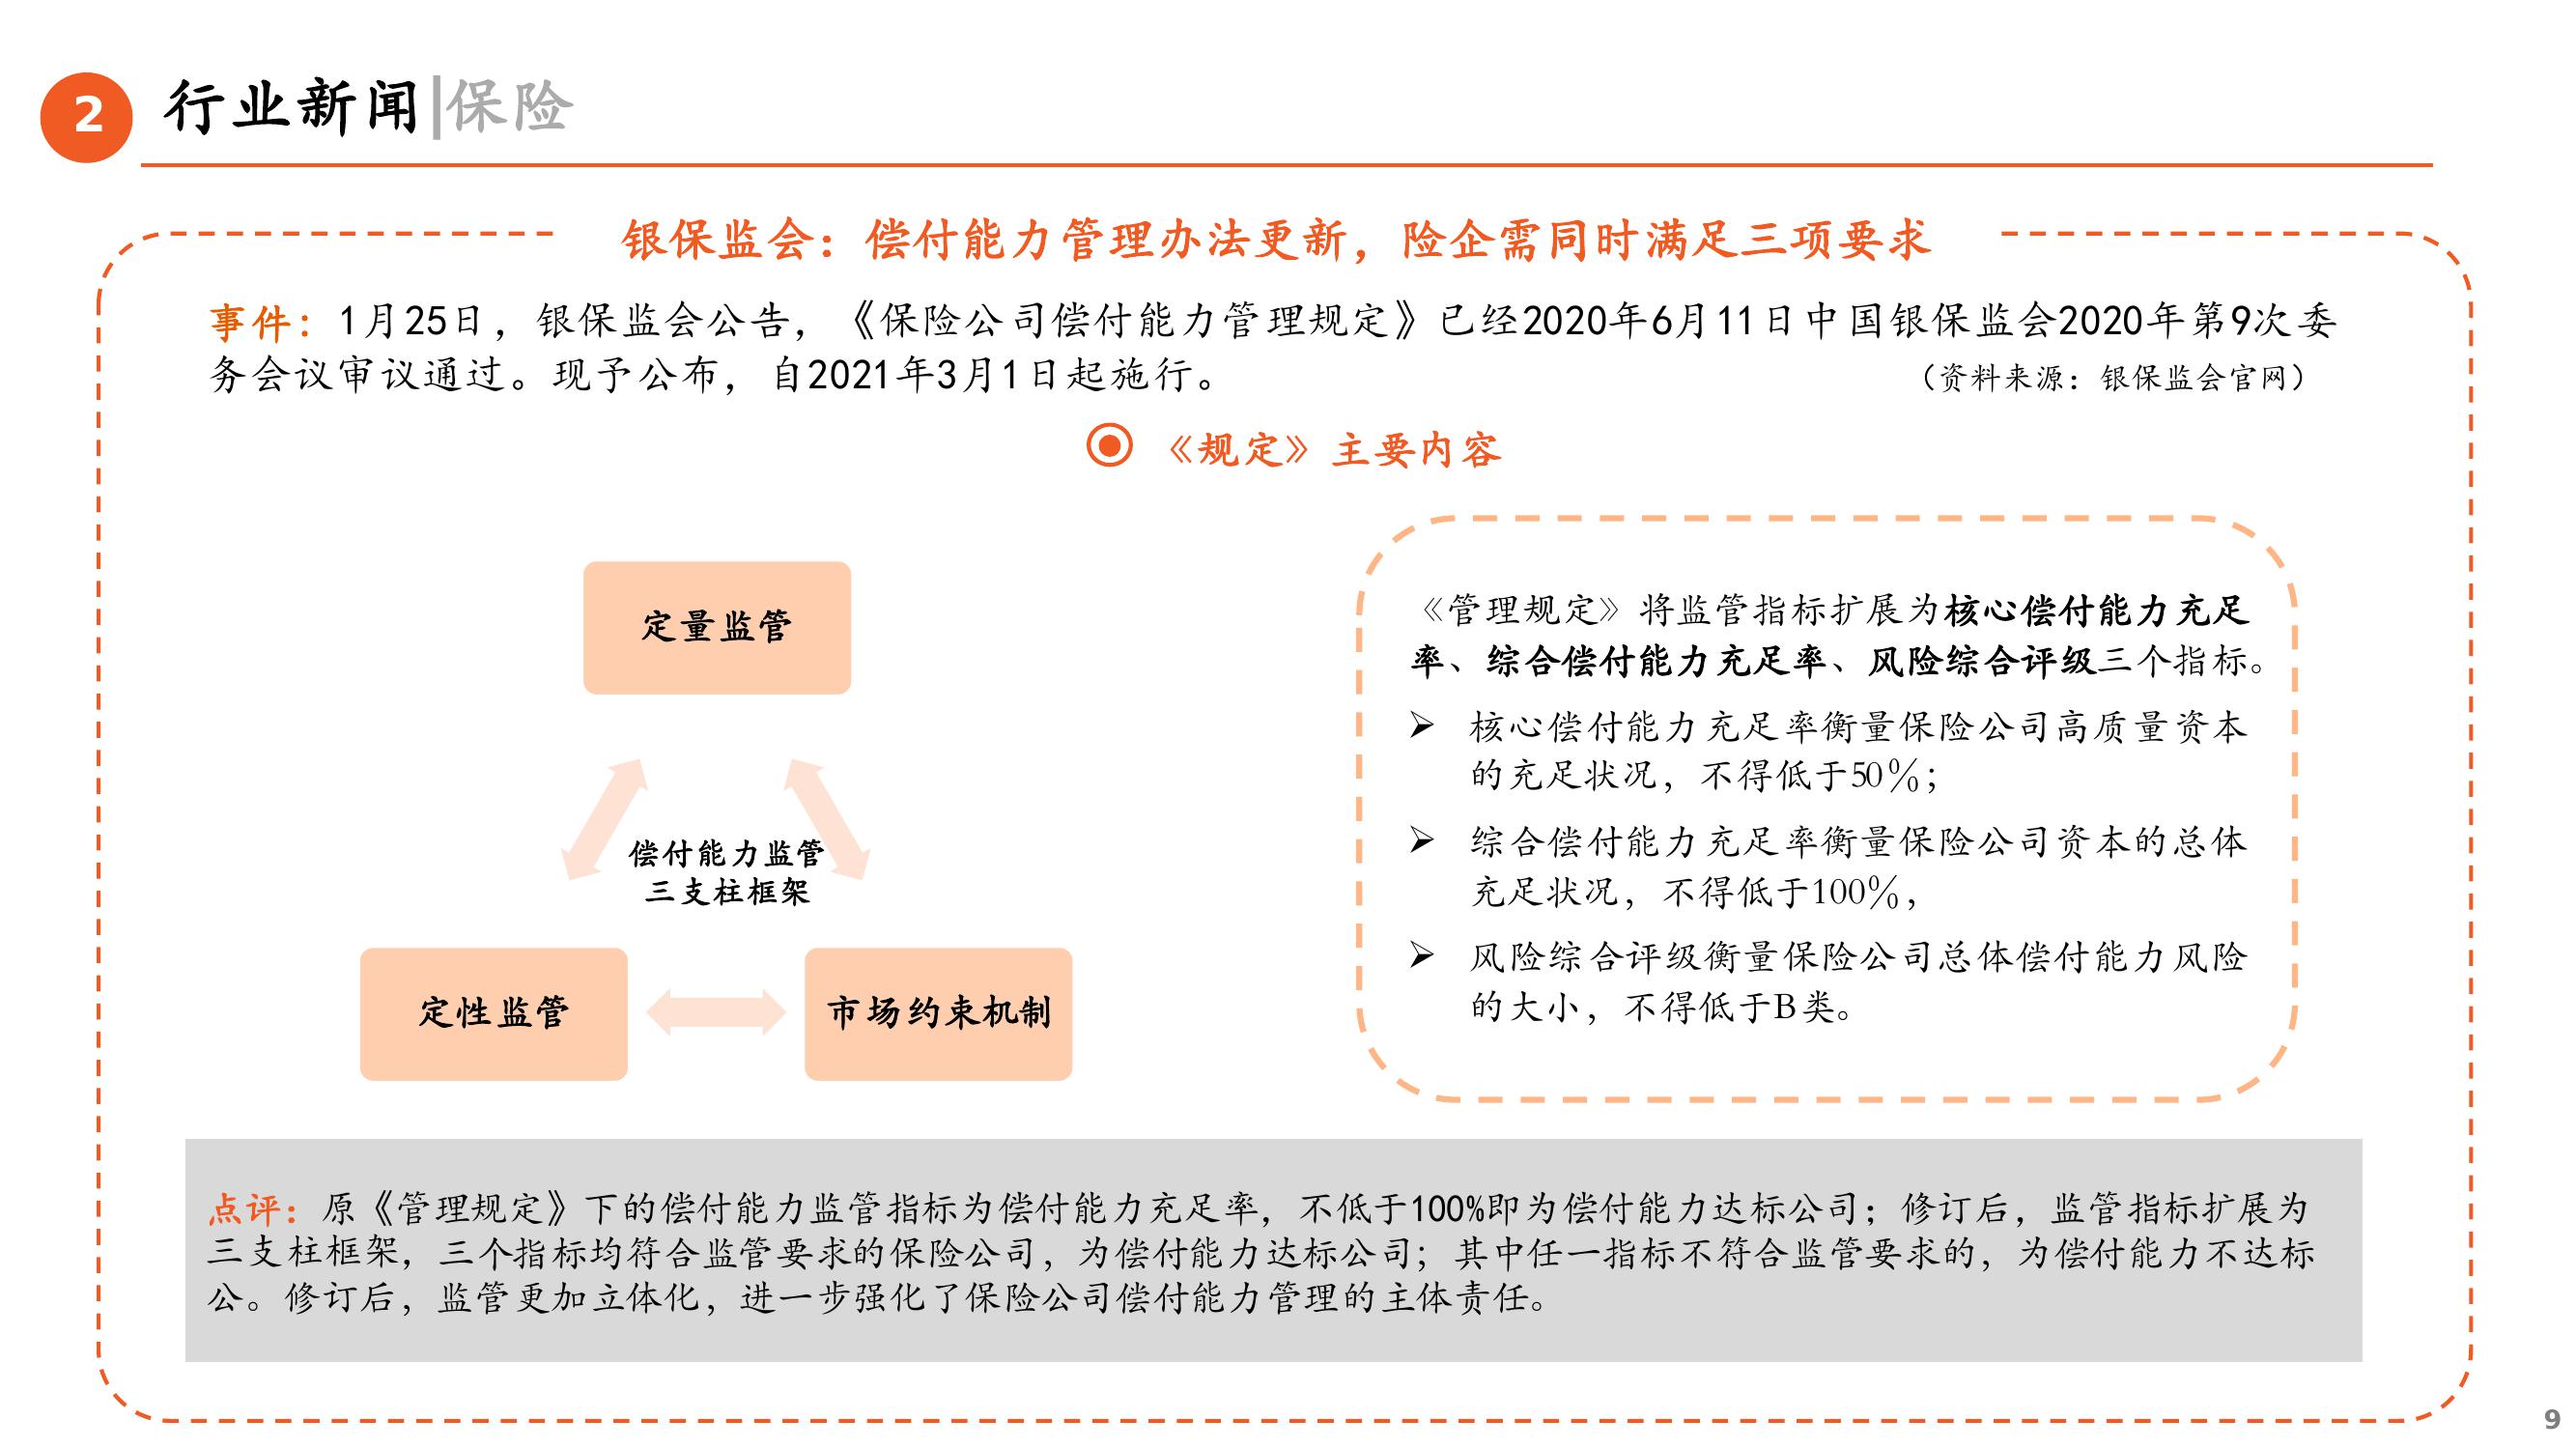 2
行业新闻|保险
银保监会：偿付能力管理办法更新，险企需同时满足三项要求
事件：1月25日，银保监会公告，《保险公司偿付能力管理规定》已经2020年6月11日中国银保监会2020年第9次委
务会议审议通过。现予公布，自2021年3月1日起施行。
（资料来源：银保监会官网）
《规定》主要内容
定量监管
偿付能力监管
三支柱框架
定性监管
市场约束机制
《管理规定》将监管指标扩展为核心偿付能力充足
率、综合偿付能力充足率、风险综合评级三个指标。
➢ 核心偿付能力充足率衡量保险公司高质量资本
的充足状况，不得低于50%；
➢ 综合偿付能力充足率衡量保险公司资本的总体
充足状况，不得低于100%，
➢ 风险综合评级衡量保险公司总体偿付能力风险
的大小，不得低于B类。
点评：原《管理规定》下的偿付能力监管指标为偿付能力充足率，不低于100%即为偿付能力达标公司；修订后，监管指标扩展为
三支柱框架，三个指标均符合监管要求的保险公司，为偿付能力达标公司；其中任一指标不符合监管要求的，为偿付能力不达标
公。修订后，监管更加立体化，进一步强化了保险公司偿付能力管理的主体责任。
9